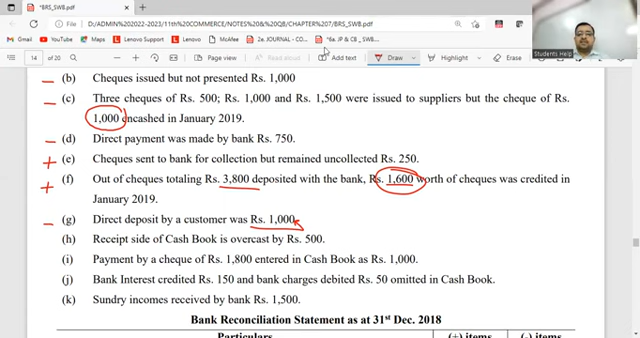 File
D:/ADMIN%202022-2023/11th%20COMMERCE/NOTES%20&%20QB/CHAPTER%207/BRS_SWB.pdf
Gmail
YouTube
Maps
Lenovo Support
Lenovo
McAfee
2e. JOURNAL - CO...
*6a. JP & CB _SWB...
14 of 20
Page view
Add text
Draw
Highlight
Erase
Students Help
– (b) Cheques issued but not presented Rs. 1,000
– (c) Three cheques of Rs. 500; Rs. 1,000 and Rs. 1,500 were issued to suppliers but the cheque of Rs.
1,000 encashed in January 2019.
– (d) Direct payment was made by bank Rs. 750.
+ (e) Cheques sent to bank for collection but remained uncollected Rs. 250.
+ (f) Out of cheques totaling Rs. 3,800 deposited with the bank, Rs. 1,600 worth of cheques was credited in
January 2019.
– (g) Direct deposit by a customer was Rs. 1,000.
(h) Receipt side of Cash Book is overcast by Rs. 500.
(i) Payment by a cheque of Rs. 1,800 entered in Cash Book as Rs. 1,000.
(j) Bank Interest credited Rs. 150 and bank charges debited Rs. 50 omitted in Cash Book.
(k) Sundry incomes received by bank Rs. 1,500.
Bank Reconciliation Statement as at 31st Dec. 2018
Particulars (+) items (-) items